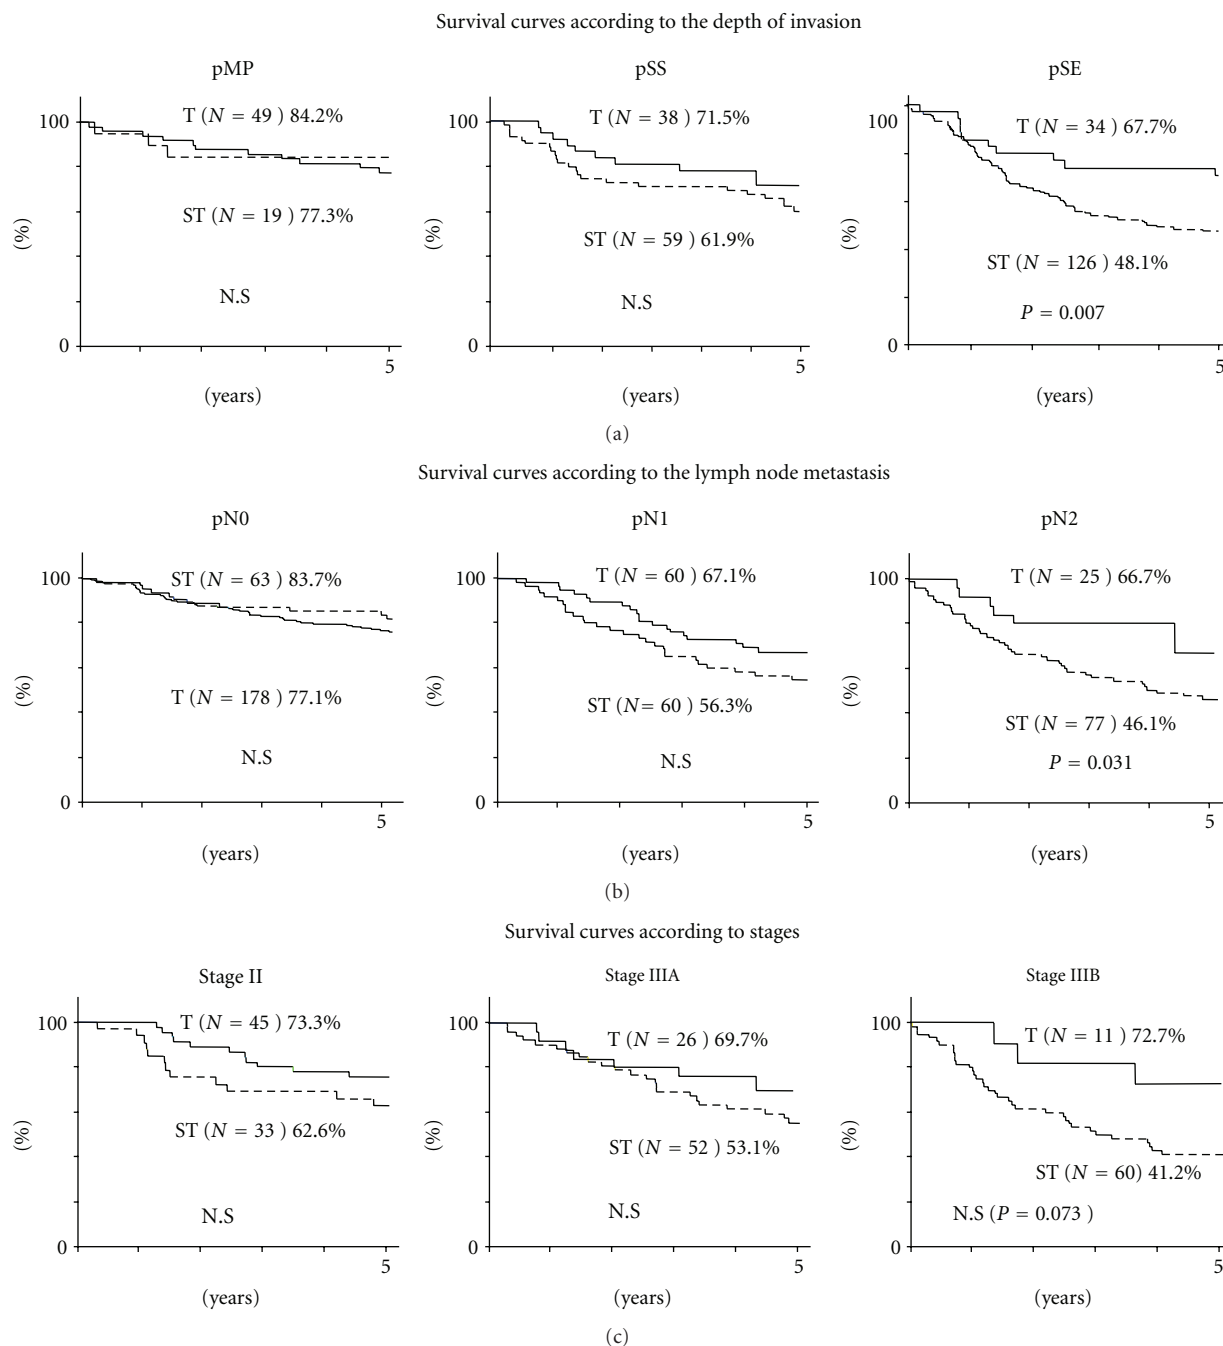 Survival curves according to the depth of invasion
pMP
pSS
pSE
100
T (N = 49 ) 84.2%
ST (N = 19 ) 77.3%
N.S
(%)
0
5
(years)
100
T (N = 38 ) 71.5%
ST (N = 59 ) 61.9%
N.S
(%)
0
5
(years)
100
T (N = 34 ) 67.7%
ST (N = 126 ) 48.1%
P = 0.007
(%)
0
5
(years)
(a)
Survival curves according to the lymph node metastasis
pN0
pN1
pN2
100
ST (N = 63 ) 83.7%
T (N = 178 ) 77.1%
N.S
(%)
0
5
(years)
100
T (N = 60 ) 67.1%
ST (N= 60 ) 56.3%
N.S
(%)
0
5
(years)
100
T (N = 25 ) 66.7%
ST (N = 77 ) 46.1%
P = 0.031
(%)
0
5
(years)
(b)
Survival curves according to stages
Stage II
Stage IIIA
Stage IIIB
100
T (N = 45 ) 73.3%
ST (N = 33 ) 62.6%
N.S
(%)
0
5
(years)
100
T (N = 26 ) 69.7%
ST (N = 52 ) 53.1%
N.S
(%)
0
5
(years)
100
T (N = 11 ) 72.7%
ST (N = 60) 41.2%
N.S (P = 0.073 )
(%)
0
5
(years)
(c)